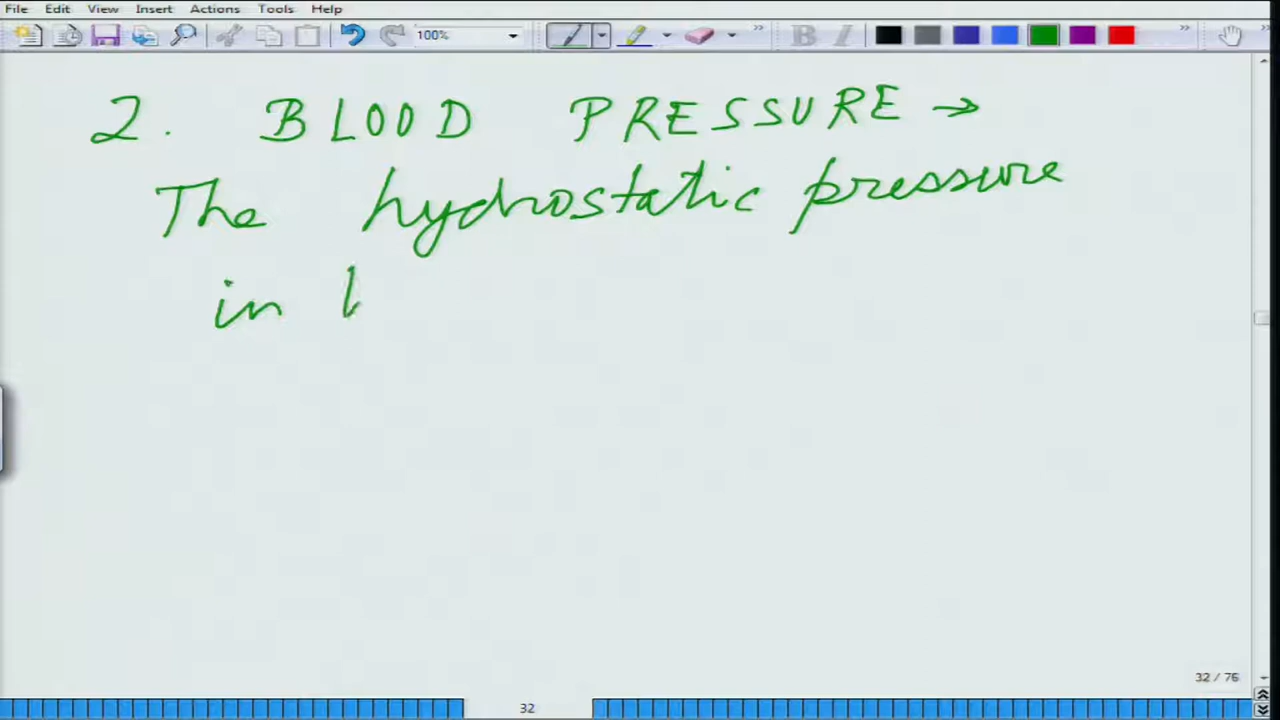 File Edit View Insert Actions Tools Help
100%
2. BLOOD PRESSURE →
The hydrostatic pressure
in
32 / 76
32